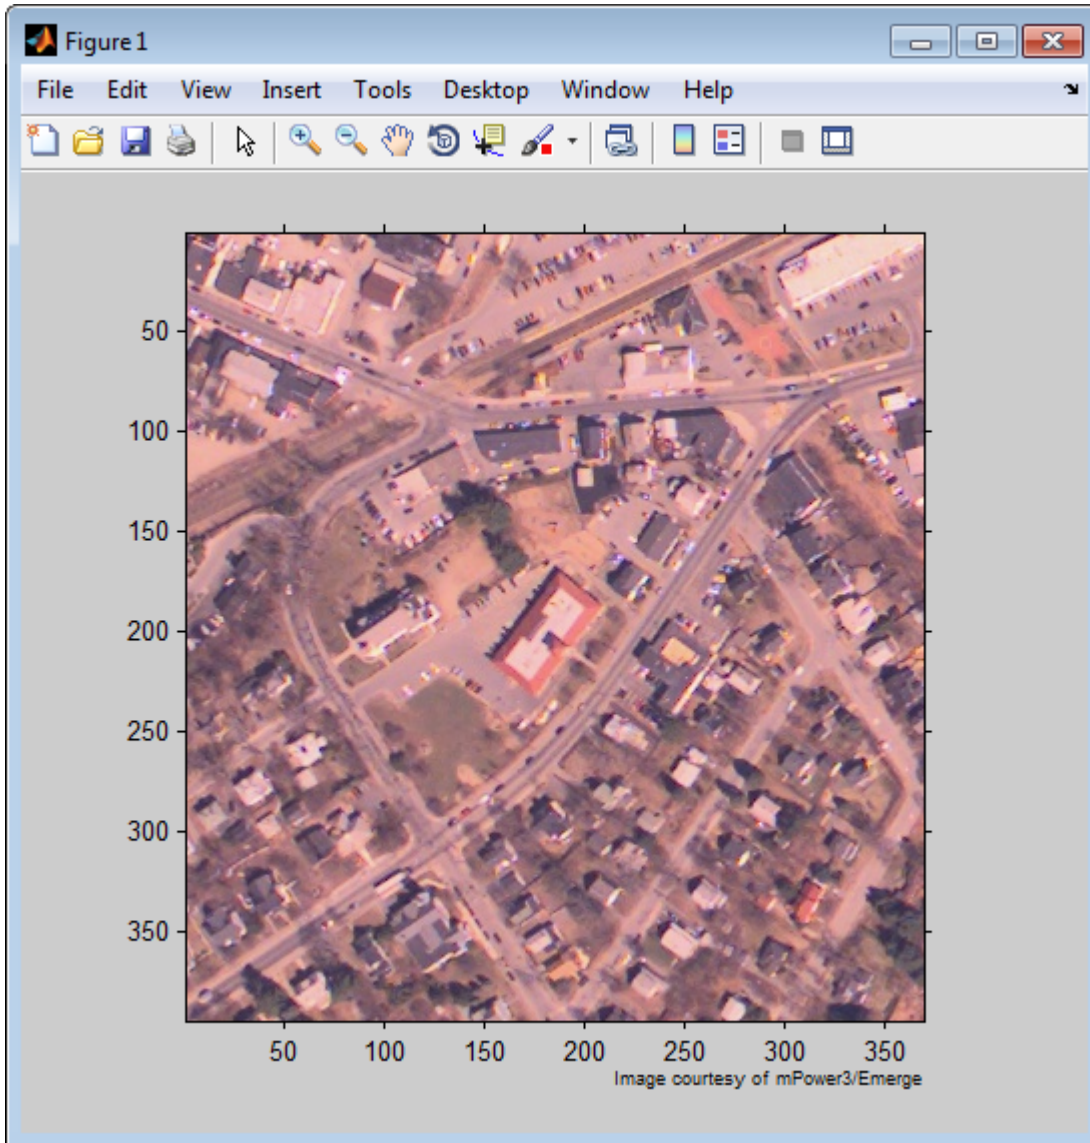 Figure 1
File Edit View Insert Tools Desktop Window Help
50
100
150
200
250
300
350
50 100 150 200 250 300 350
Image courtesy of mPower3/Emerge